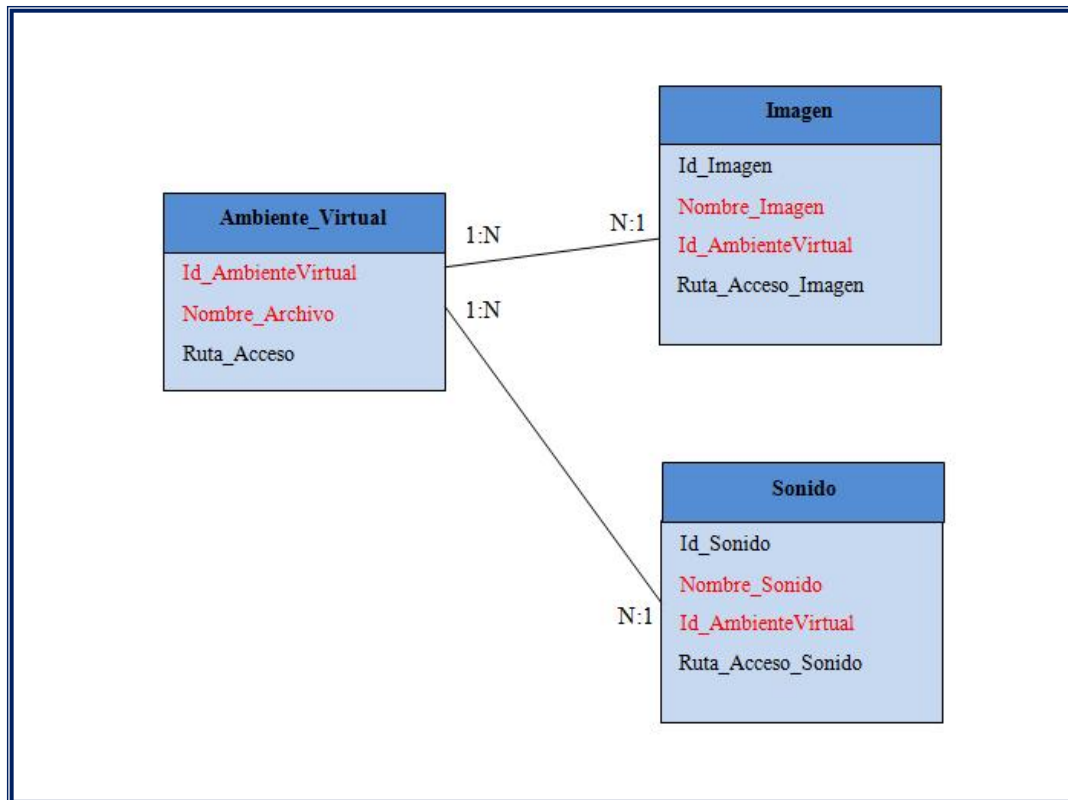 Ambiente_Virtual
Id_AmbienteVirtual
Nombre_Archivo
Ruta_Acceso
1:N
N:1
1:N
N:1
Imagen
Id_Imagen
Nombre_Imagen
Id_AmbienteVirtual
Ruta_Acceso_Imagen
Sonido
Id_Sonido
Nombre_Sonido
Id_AmbienteVirtual
Ruta_Acceso_Sonido